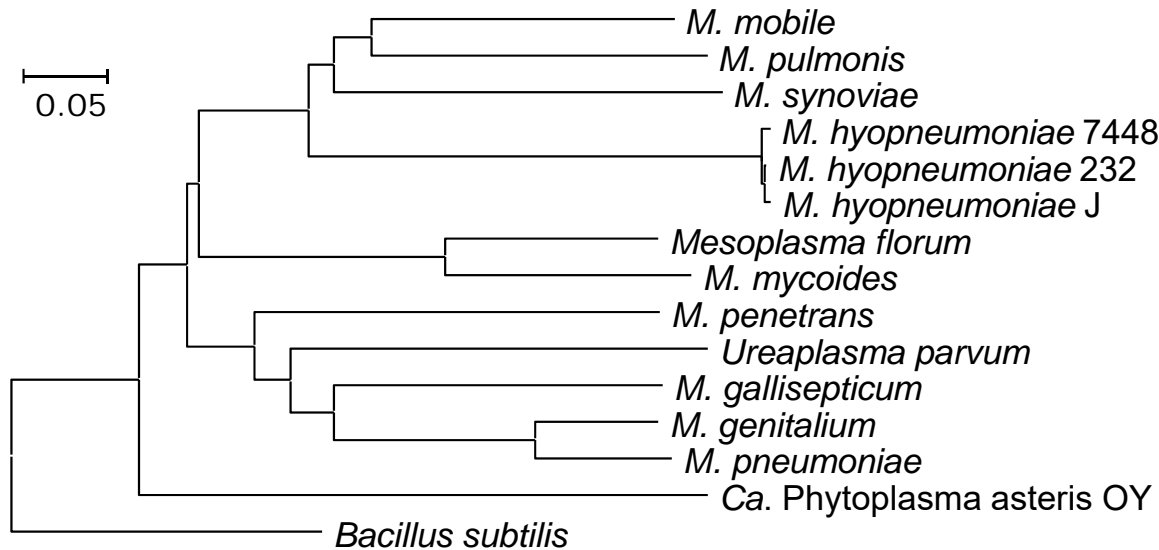 M. mobile
M. pulmonis
0.05
M. synoviae
M. hyopneumoniae 7448
M. hyopneumoniae 232
M. hyopneumoniae J
Mesoplasma florum
M. mycoides
M. penetrans
Ureaplasma parvum
M. gallisepticum
M. genitalium
M. pneumoniae
Ca. Phytoplasma asteris OY
Bacillus subtilis